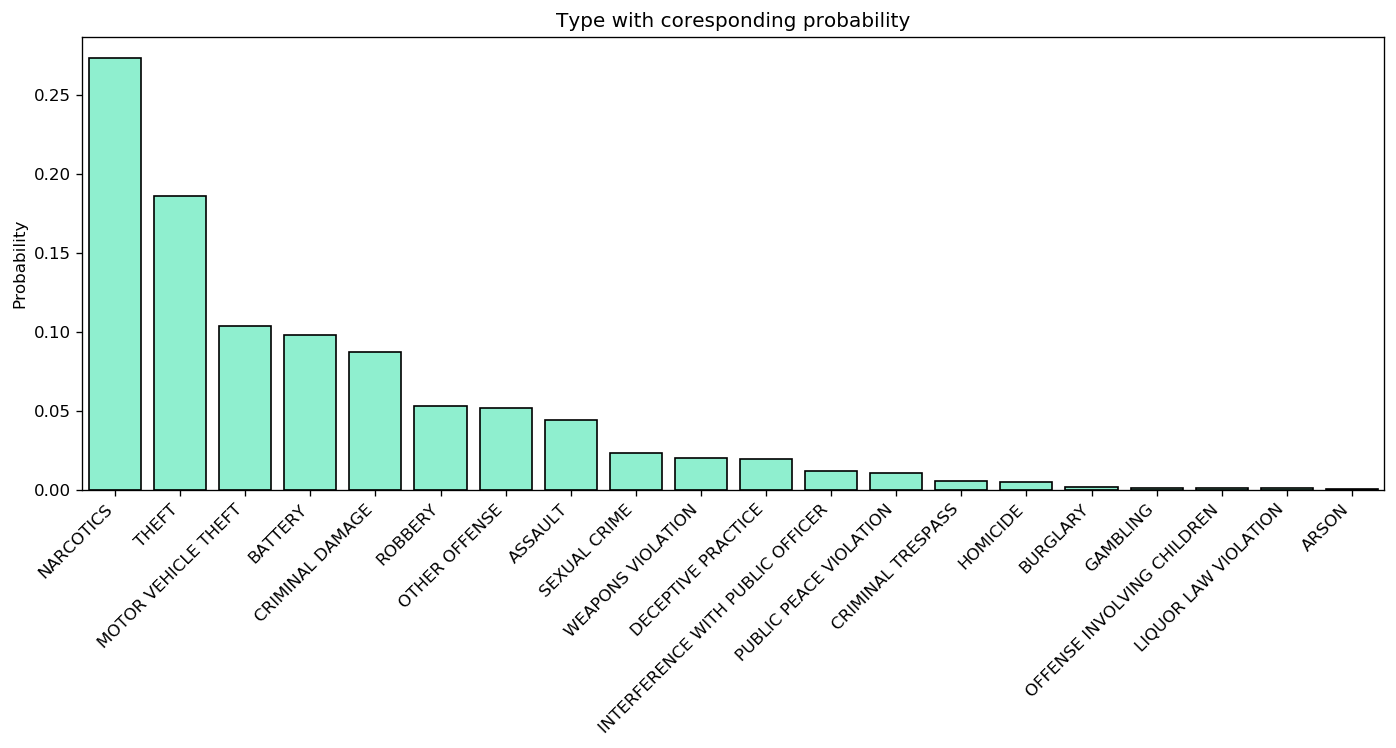 Type with coresponding probability
Probability
0.25
0.20
0.15
0.10
0.05
0.00
NARCOTICS
THEFT
MOTOR VEHICLE THEFT
BATTERY
CRIMINAL DAMAGE
ROBBERY
OTHER OFFENSE
ASSAULT
SEXUAL CRIME
WEAPONS VIOLATION
DECEPTIVE PRACTICE
INTERFERENCE WITH PUBLIC OFFICER
PUBLIC PEACE VIOLATION
CRIMINAL TRESPASS
HOMICIDE
BURGLARY
GAMBLING
OFFENSE INVOLVING CHILDREN
LIQUOR LAW VIOLATION
ARSON